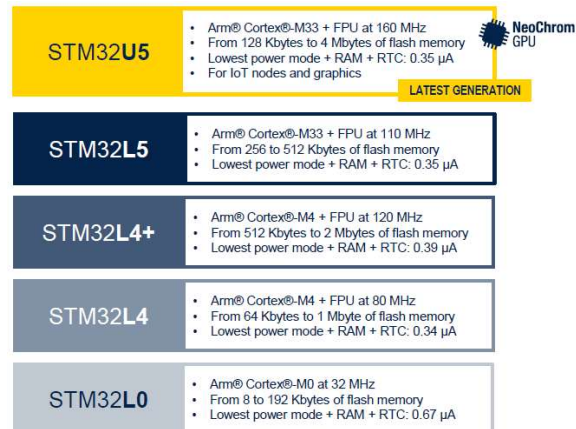 STM32U5
• Arm® Cortex®-M33 + FPU at 160 MHz
• From 128 Kbytes to 4 Mbytes of flash memory
• Lowest power mode + RAM + RTC: 0.35 µA
• For IoT nodes and graphics
NeoChrom
GPU
LATEST GENERATION
STM32L5
• Arm® Cortex®-M33 + FPU at 110 MHz
• From 256 to 512 Kbytes of flash memory
• Lowest power mode + RAM + RTC: 0.35 µA
STM32L4+
• Arm® Cortex®-M4 + FPU at 120 MHz
• From 512 Kbytes to 2 Mbytes of flash memory
• Lowest power mode + RAM + RTC: 0.39 µA
STM32L4
• Arm® Cortex®-M4 + FPU at 80 MHz
• From 64 Kbytes to 1 Mbyte of flash memory
• Lowest power mode + RAM + RTC: 0.34 µA
STM32L0
• Arm® Cortex®-M0 at 32 MHz
• From 8 to 192 Kbytes of flash memory
• Lowest power mode + RAM + RTC: 0.67 µA